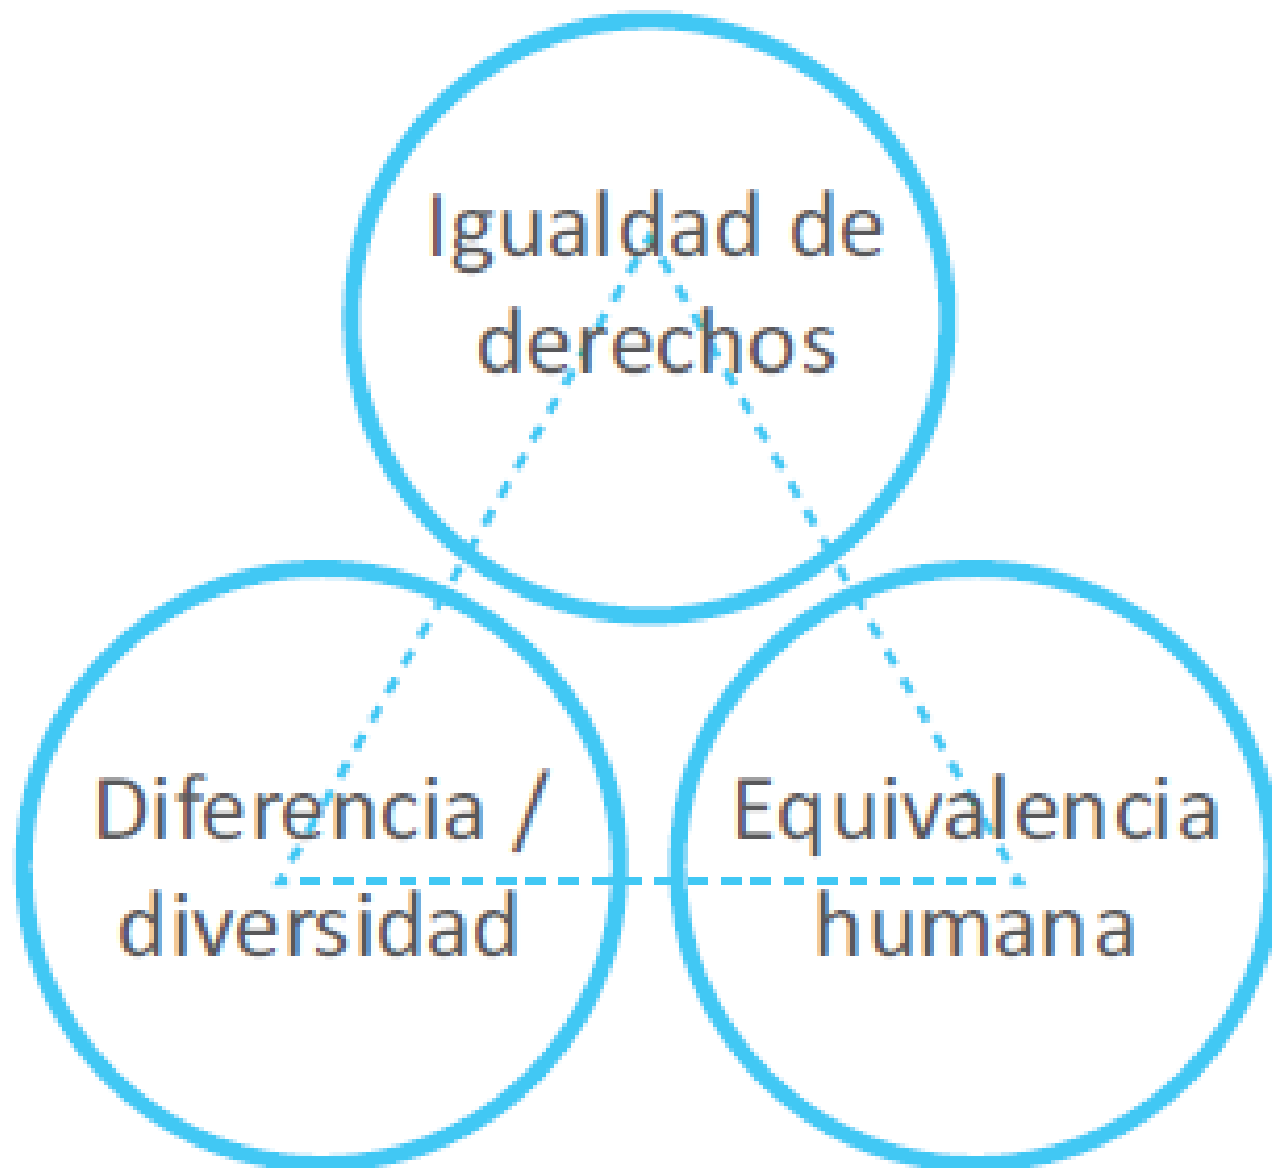 Igualdad de
derechos
Diferencia /
diversidad
Equivalencia
humana